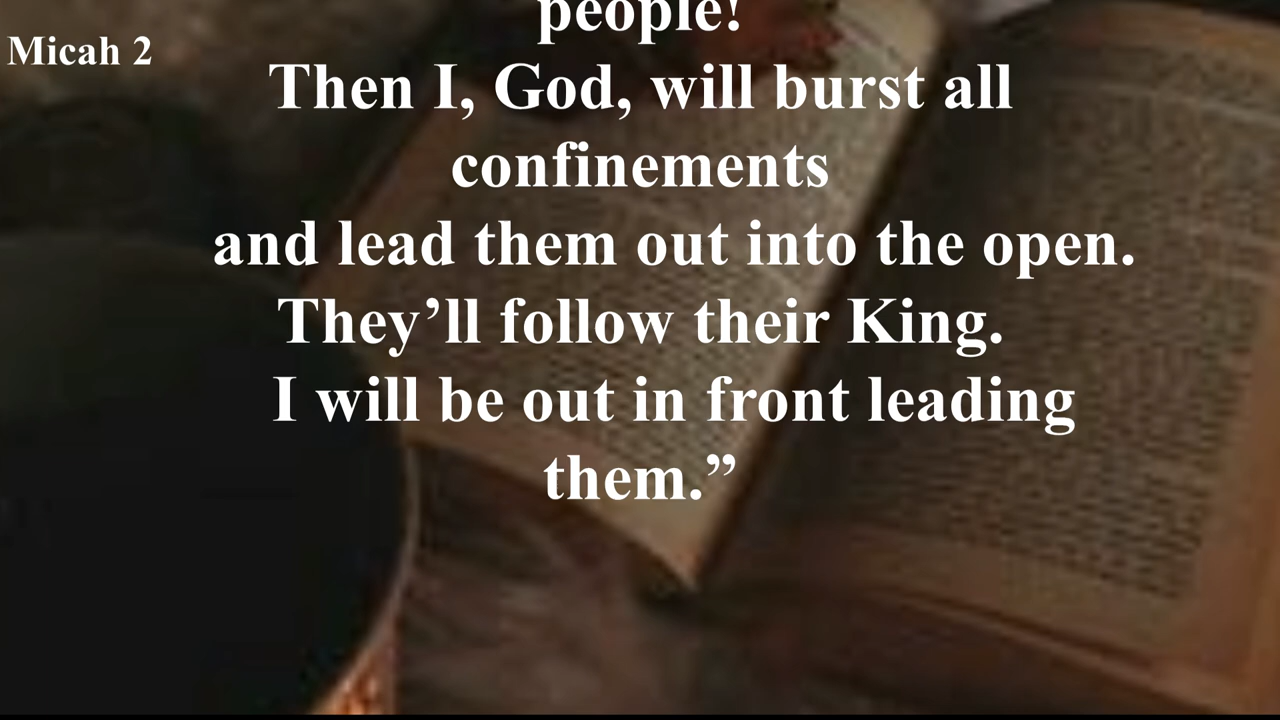 people!
Micah 2
Then I, God, will burst all
confinements
and lead them out into the open.
They’ll follow their King.
I will be out in front leading
them.”